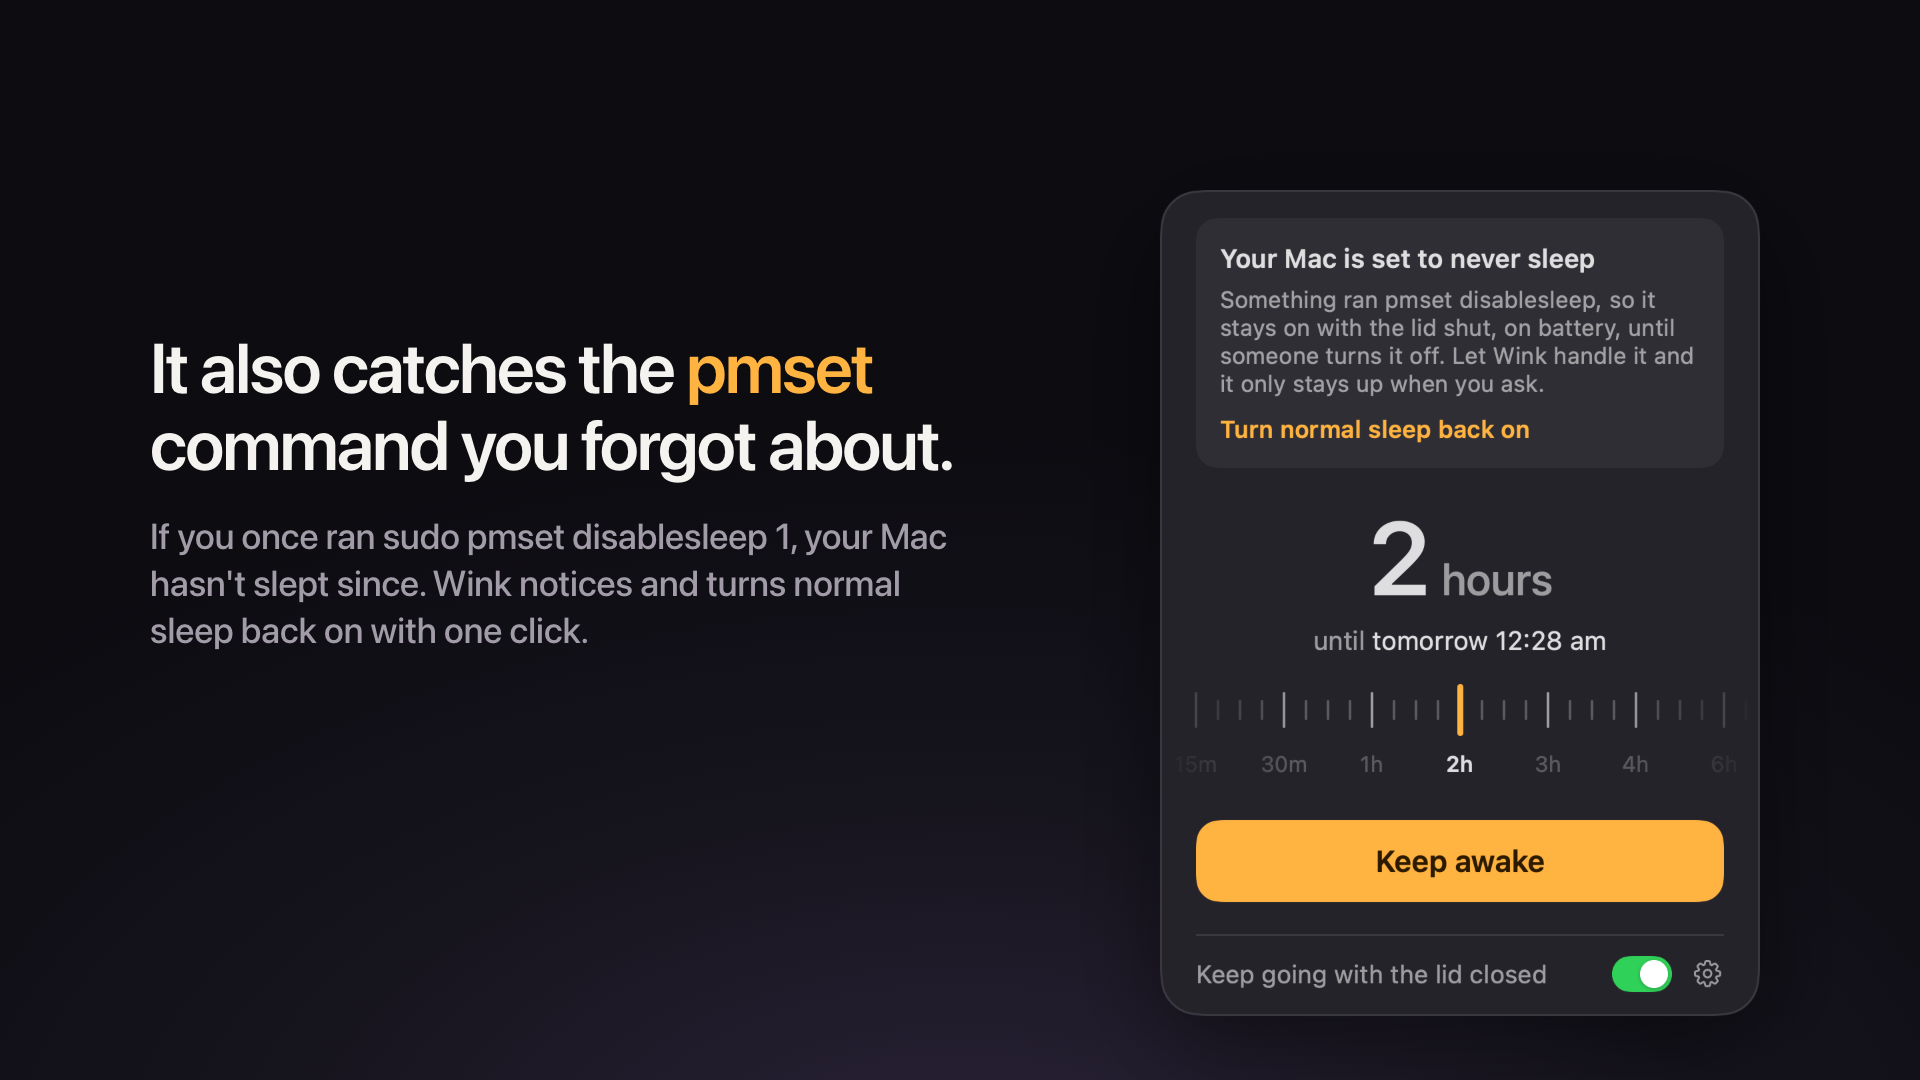 It also catches the pmset
command you forgot about.
If you once ran sudo pmset disablesleep 1, your Mac
hasn't slept since. Wink notices and turns normal
sleep back on with one click.
Your Mac is set to never sleep
Something ran pmset disablesleep, so it
stays on with the lid shut, on battery, until
someone turns it off. Let Wink handle it and
it only stays up when you ask.
Turn normal sleep back on
2 hours
until tomorrow 12:28 am
15m 30m 1h 2h 3h 4h 6h
Keep awake
Keep going with the lid closed